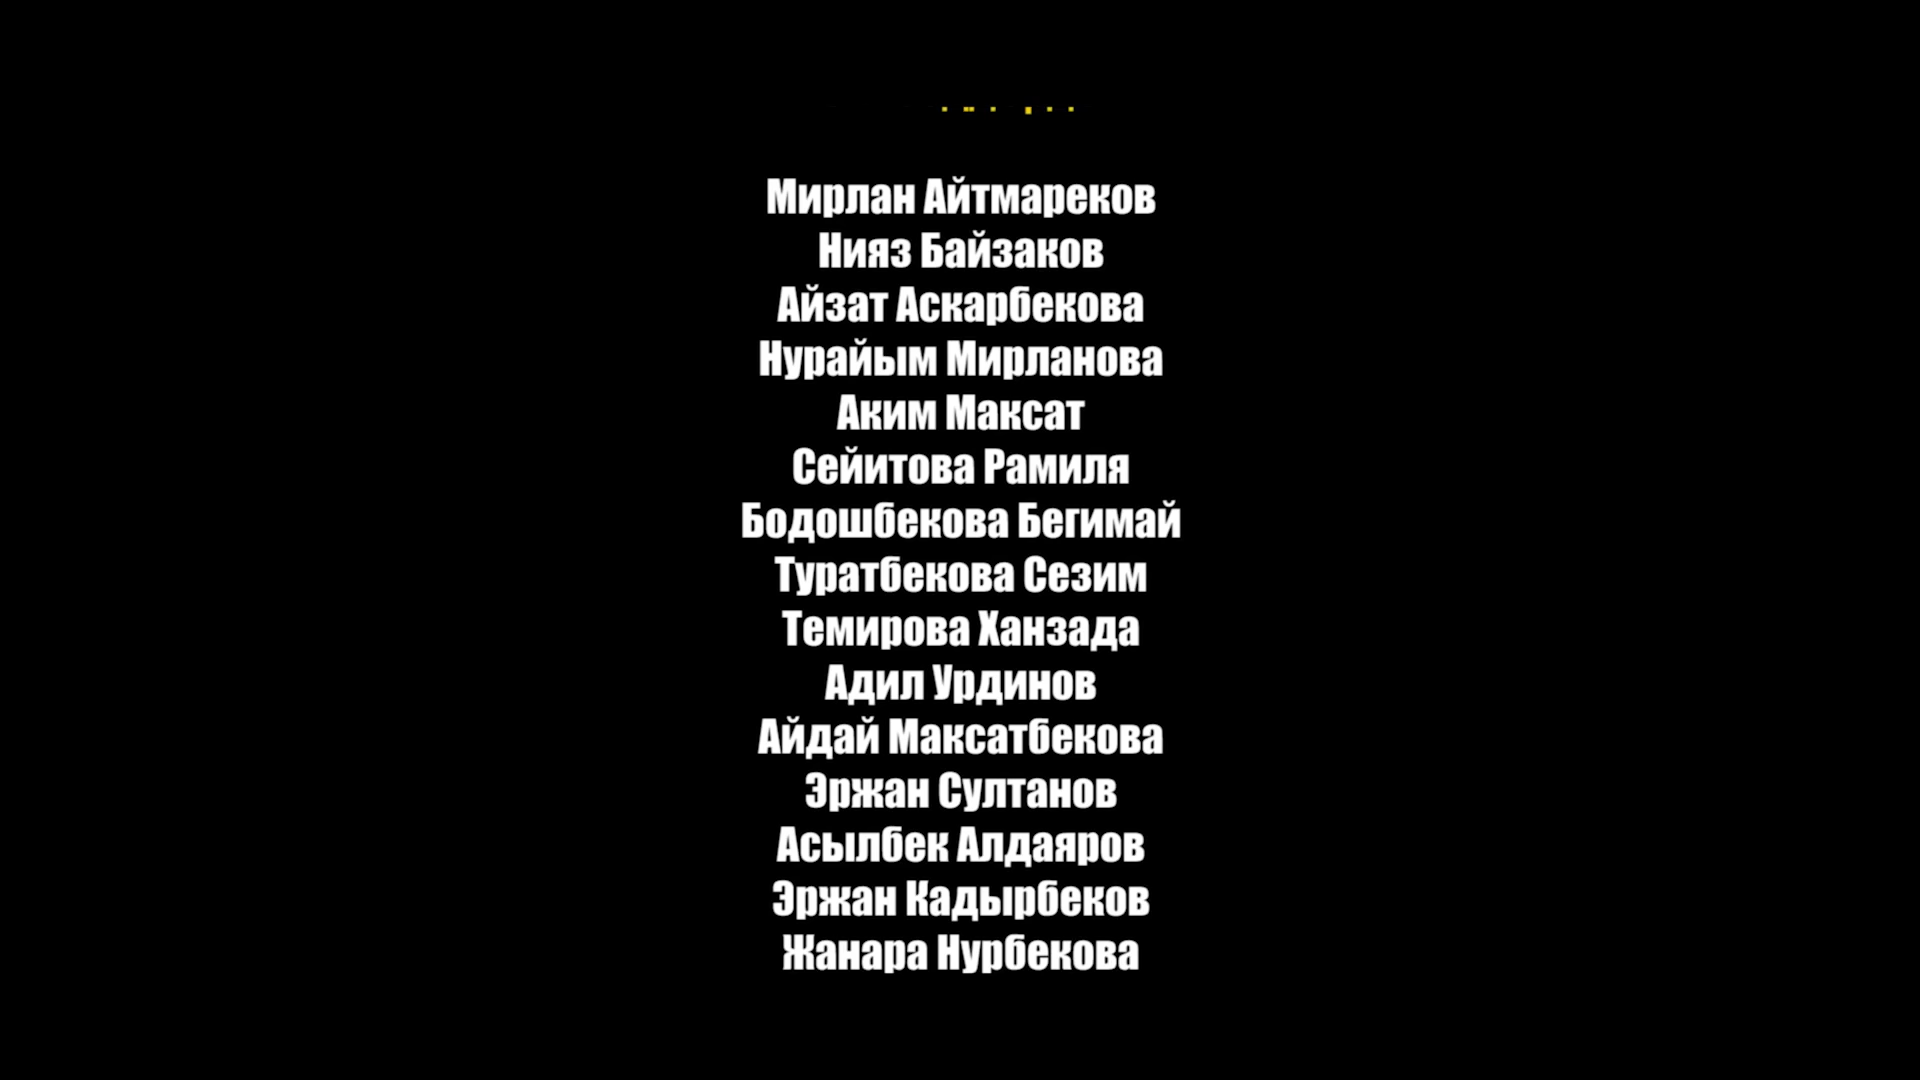 Мирлан Айтмареков
Нияз Байзаков
Айзат Аскарбекова
Нурайым Мирланова
Аким Максат
Сейитова Рамиля
Бодошбекова Бегимай
Туратбекова Сезим
Темирова Ханзада
Адил Урдинов
Айдай Максатбекова
Эржан Султанов
Асылбек Алдаяров
Эржан Кадырбеков
Жанара Нурбекова